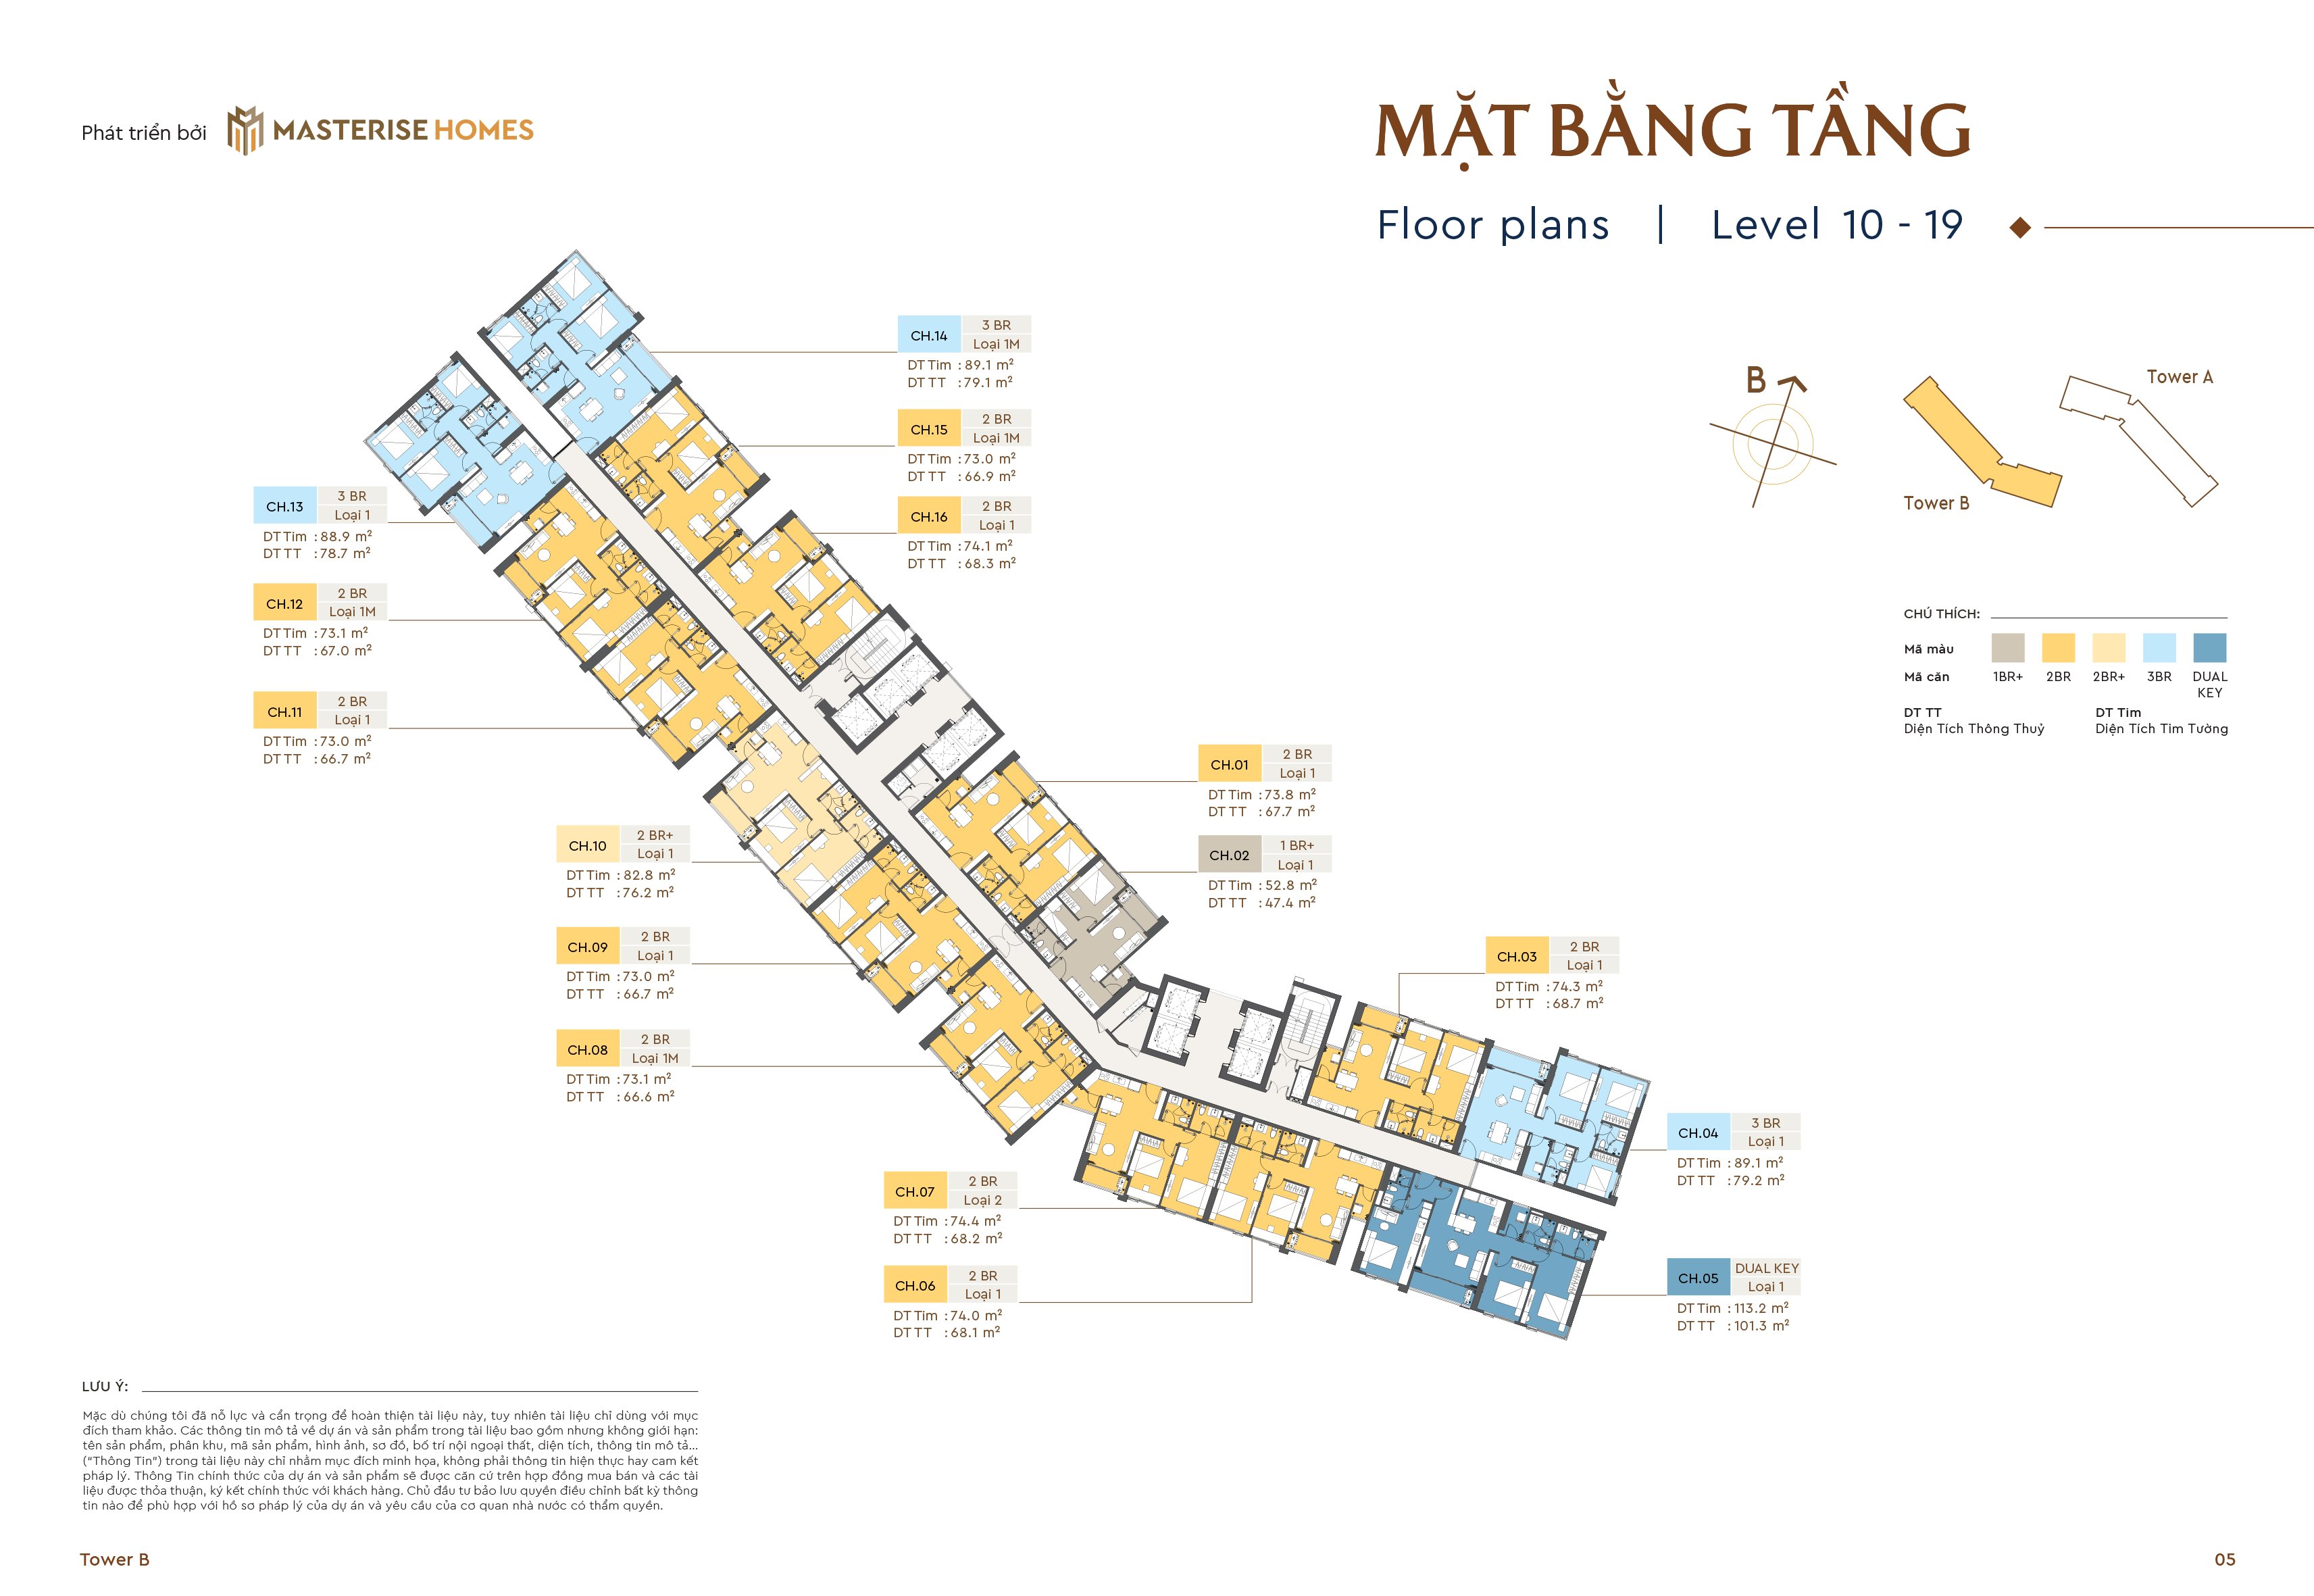 Phát triển bởi MASTERISE HOMES
MẶT BẰNG TẦNG
Floor plans | Level 10 - 19
CH.14
3 BR
Loại 1M
DT Tim : 89.1 m²
DT TT : 79.1 m²
CH.15
2 BR
Loại 1M
DT Tim : 73.0 m²
DT TT : 66.9 m²
CH.16
2 BR
Loại 1
DT Tim : 74.1 m²
DT TT : 68.3 m²
CH.13
3 BR
Loại 1
DT Tim : 88.9 m²
DT TT : 78.7 m²
CH.12
2 BR
Loại 1M
DT Tim : 73.1 m²
DT TT : 67.0 m²
CH.11
2 BR
Loại 1
DT Tim : 73.0 m²
DT TT : 66.7 m²
CH.01
2 BR
Loại 1
DT Tim : 73.8 m²
DT TT : 67.7 m²
CH.02
1 BR+
Loại 1
DT Tim : 52.8 m²
DT TT : 47.4 m²
CH.10
2 BR+
Loại 1
DT Tim : 82.8 m²
DT TT : 76.2 m²
CH.09
2 BR
Loại 1
DT Tim : 73.0 m²
DT TT : 66.7 m²
CH.08
2 BR
Loại 1M
DT Tim : 73.1 m²
DT TT : 66.6 m²
CH.03
2 BR
Loại 1
DT Tim : 74.3 m²
DT TT : 68.7 m²
CH.04
3 BR
Loại 1
DT Tim : 89.1 m²
DT TT : 79.2 m²
CH.07
2 BR
Loại 2
DT Tim : 74.4 m²
DT TT : 68.2 m²
CH.06
2 BR
Loại 1
DT Tim : 74.0 m²
DT TT : 68.1 m²
CH.05
DUAL KEY
Loại 1
DT Tim : 113.2 m²
DT TT : 101.3 m²
B
Tower A
Tower B
CHÚ THÍCH:
Mã màu
Mã căn 1BR+ 2BR 2BR+ 3BR DUAL KEY
DT TT
Diện Tích Thông Thuỷ
DT Tim
Diện Tích Tim Tường
LƯU Ý:
Mặc dù chúng tôi đã nỗ lực và cẩn trọng để hoàn thiện tài liệu này, tuy nhiên tài liệu chỉ dùng với mục
đích tham khảo. Các thông tin mô tả về dự án và sản phẩm trong tài liệu bao gồm nhưng không giới hạn:
tên sản phẩm, phân khu, mã sản phẩm, hình ảnh, sơ đồ, bố trí nội ngoại thất, diện tích, thông tin mô tả...
(“Thông Tin”) trong tài liệu này chỉ nhằm mục đích minh họa, không phải thông tin hiện thực hay cam kết
pháp lý. Thông Tin chính thức của dự án và sản phẩm sẽ được căn cứ trên hợp đồng mua bán và các tài
liệu được thỏa thuận, ký kết chính thức với khách hàng. Chủ đầu tư bảo lưu quyền điều chỉnh bất kỳ thông
tin nào để phù hợp với hồ sơ pháp lý của dự án và yêu cầu của cơ quan nhà nước có thẩm quyền.
Tower B
05